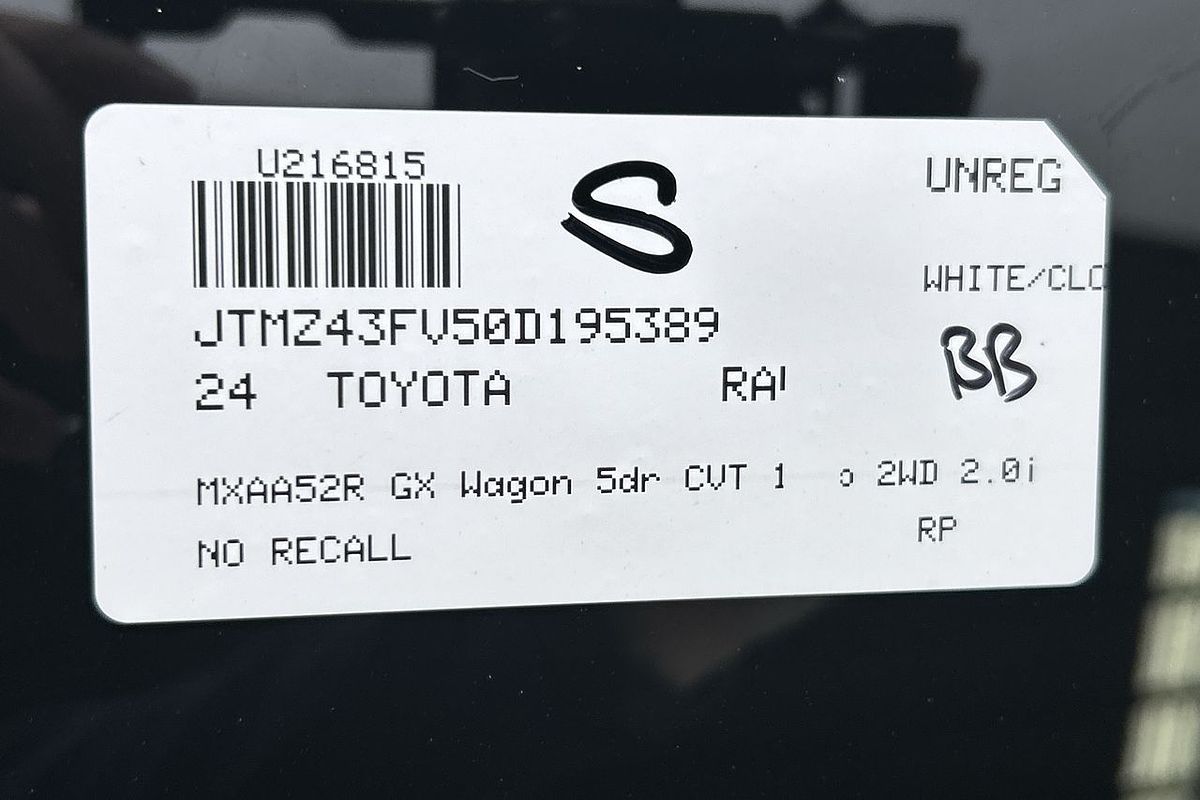 U216815
S
UNREG
WHITE/CLO
JTMZ43FV50D195389
BB
24 TOYOTA
MXAA52R GX Wagon 5dr CVT 1 2WD 2.0i
NO RECALL
RP